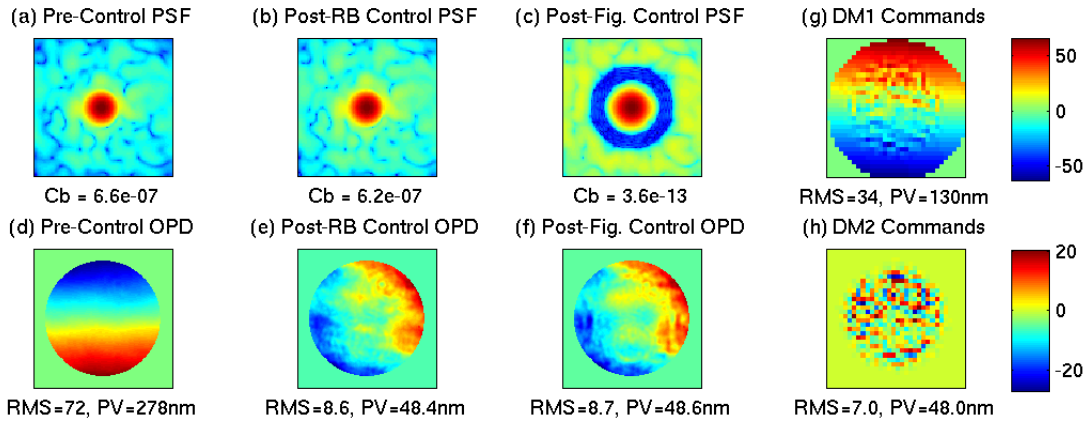 (a) Pre-Control PSF
(b) Post-RB Control PSF
(c) Post-Fig. Control PSF
(g) DM1 Commands
50
0
-50
Cb = 6.6e-07
Cb = 6.2e-07
Cb = 3.6e-13
RMS=34, PV=130nm
(d) Pre-Control OPD
(e) Post-RB Control OPD
(f) Post-Fig. Control OPD
(h) DM2 Commands
20
0
-20
RMS=72, PV=278nm
RMS=8.6, PV=48.4nm
RMS=8.7, PV=48.6nm
RMS=7.0, PV=48.0nm